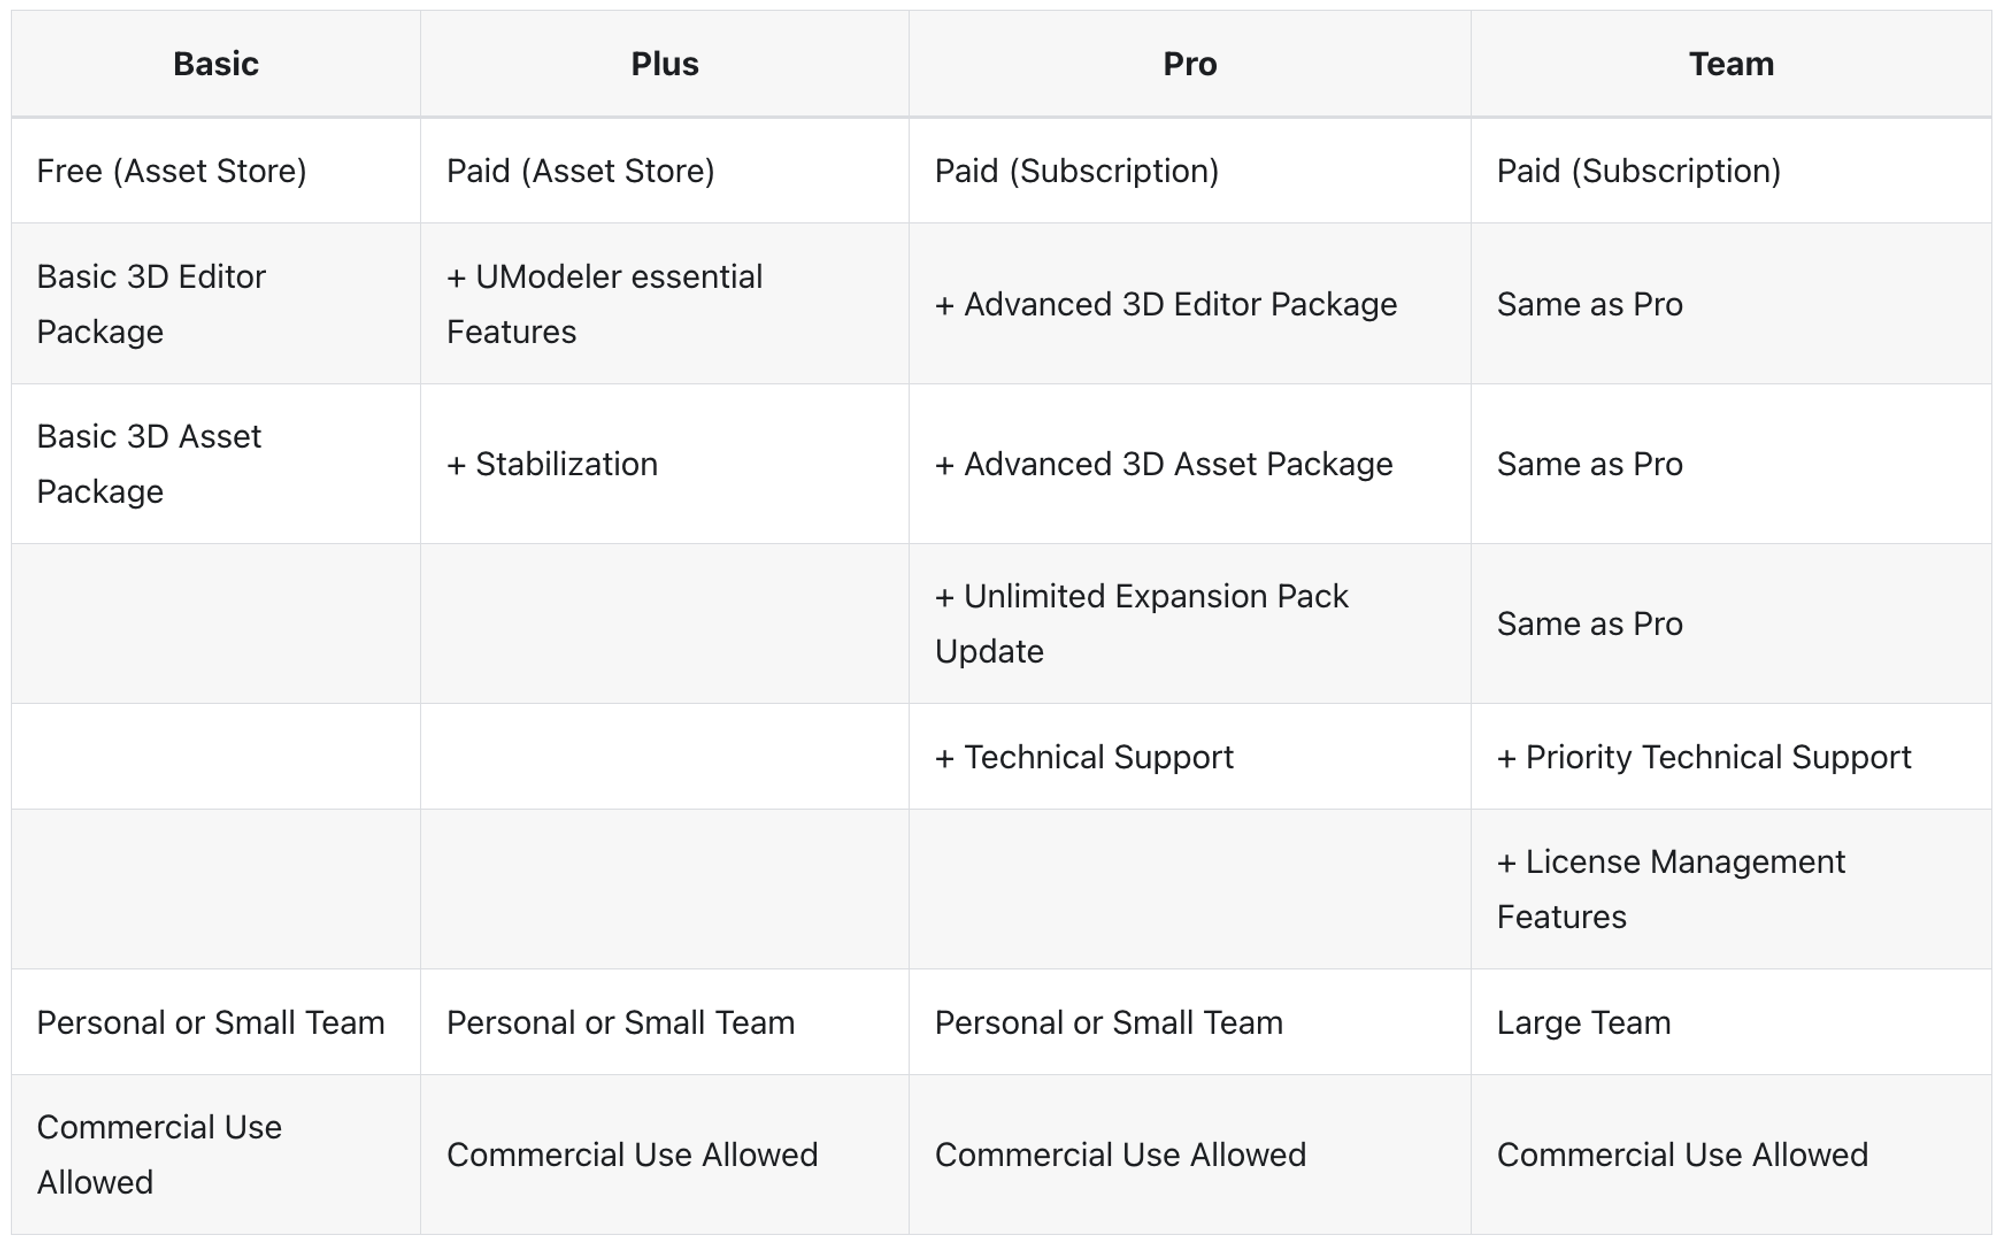 Basic Plus Pro Team
Free (Asset Store) Paid (Asset Store) Paid (Subscription) Paid (Subscription)
Basic 3D Editor
Package
+ UModeler essential
Features
+ Advanced 3D Editor Package
Same as Pro
Basic 3D Asset
Package
+ Stabilization
+ Advanced 3D Asset Package
Same as Pro
+ Unlimited Expansion Pack
Update
Same as Pro
+ Technical Support
+ Priority Technical Support
+ License Management
Features
Personal or Small Team Personal or Small Team Personal or Small Team Large Team
Commercial Use
Allowed
Commercial Use Allowed
Commercial Use Allowed
Commercial Use Allowed